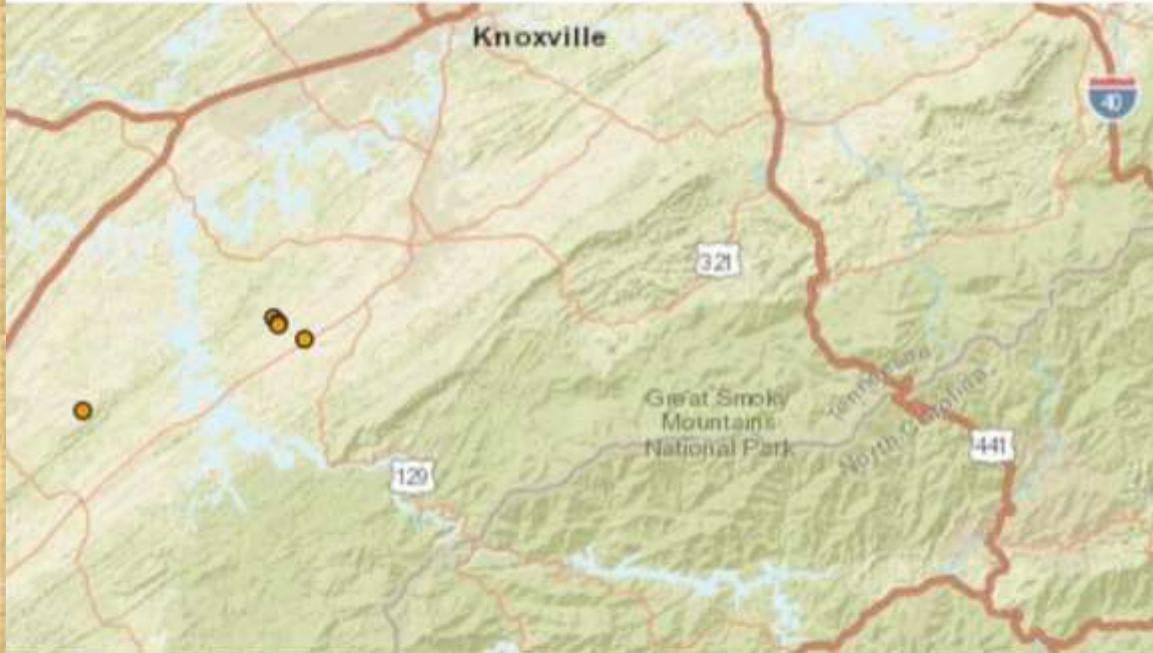 Knoxville
40
321
Great Smoky
Mountains
National Park
Tennessee
North Carolina
441
129